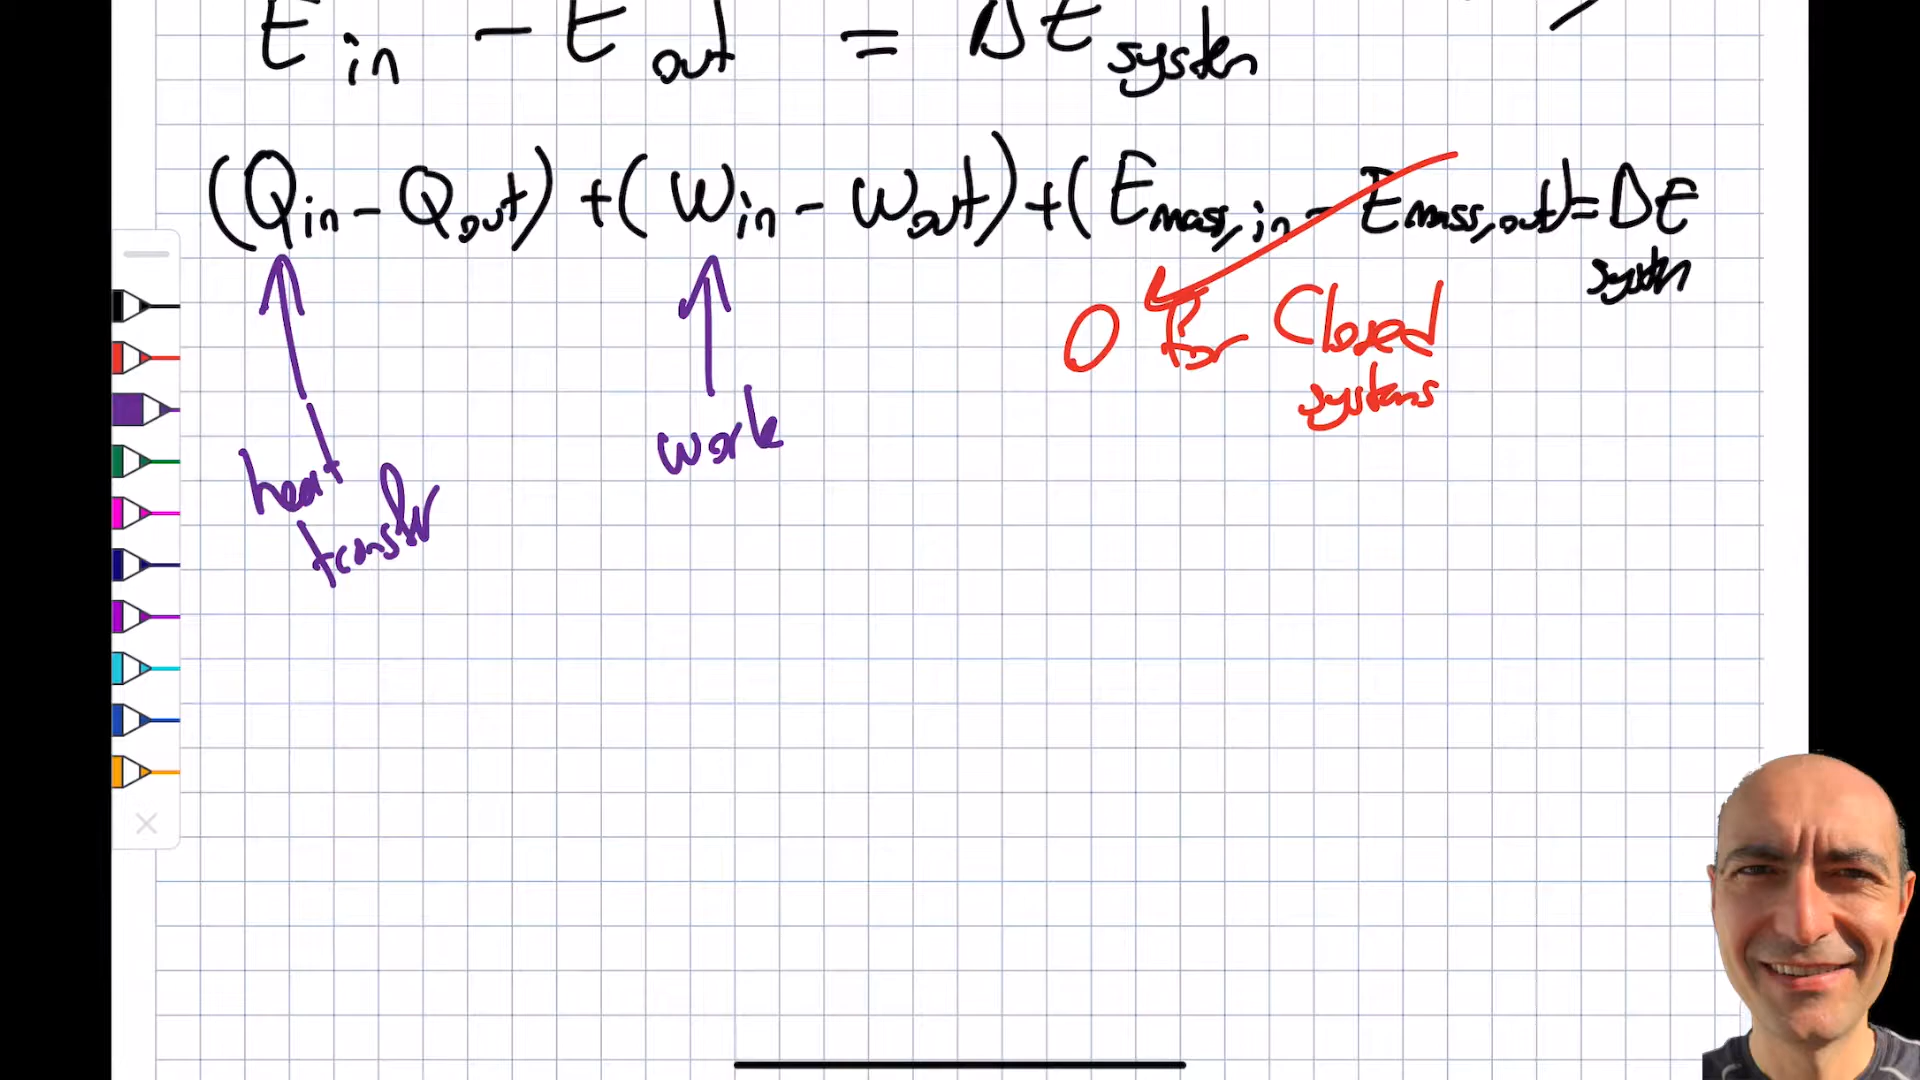 E in - E out = ΔE system
(Qin - Qout) + (Win - Wout) + (Emass,in - Emass,out) = ΔE
system
0 for Closed
systems
work
heat
transfer